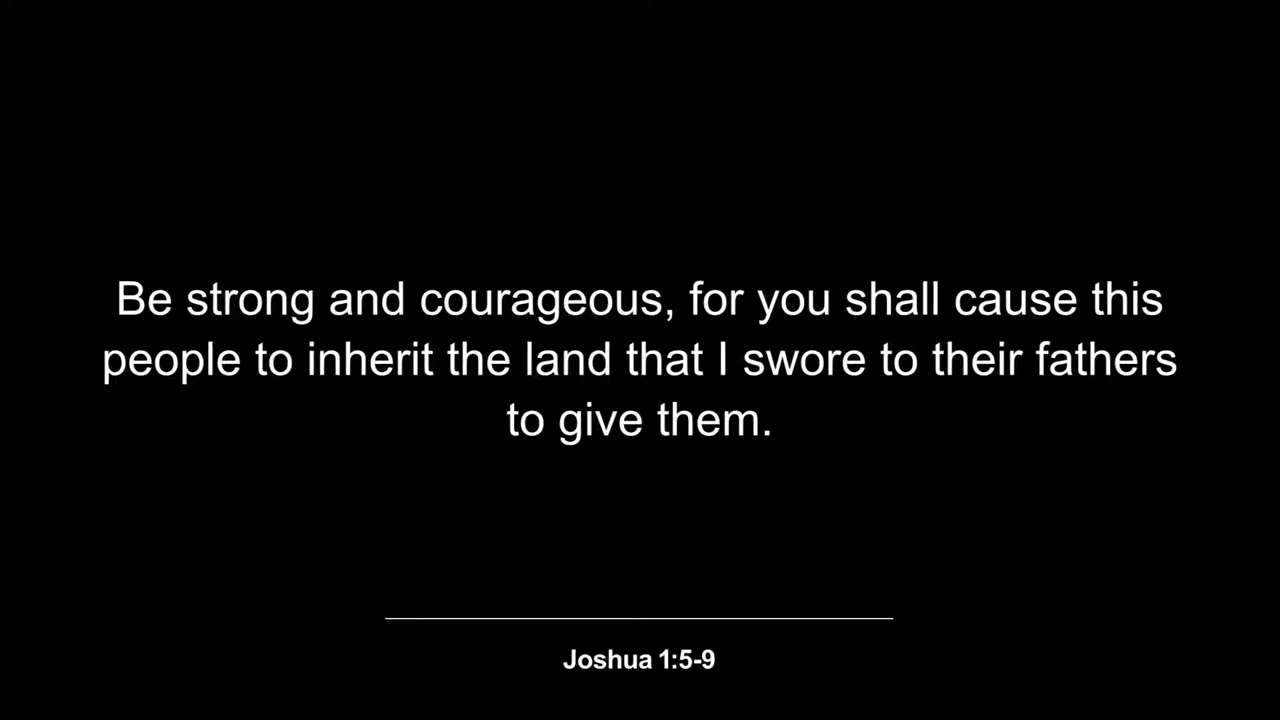 Be strong and courageous, for you shall cause this
people to inherit the land that I swore to their fathers
to give them.
Joshua 1:5-9